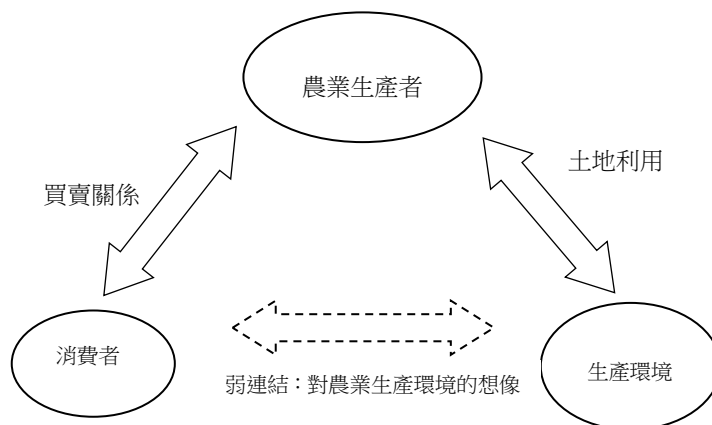 農業生產者
土地利用
買賣關係
消費者
生產環境
弱連結：對農業生產環境的想像